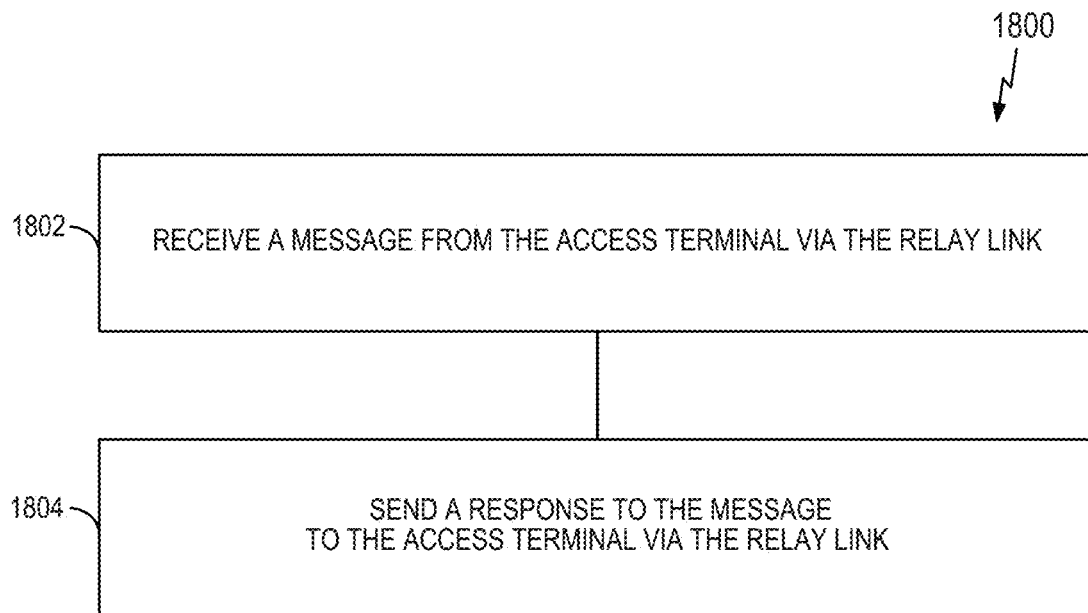 1800
1802
RECEIVE A MESSAGE FROM THE ACCESS TERMINAL VIA THE RELAY LINK
1804
SEND A RESPONSE TO THE MESSAGE
TO THE ACCESS TERMINAL VIA THE RELAY LINK